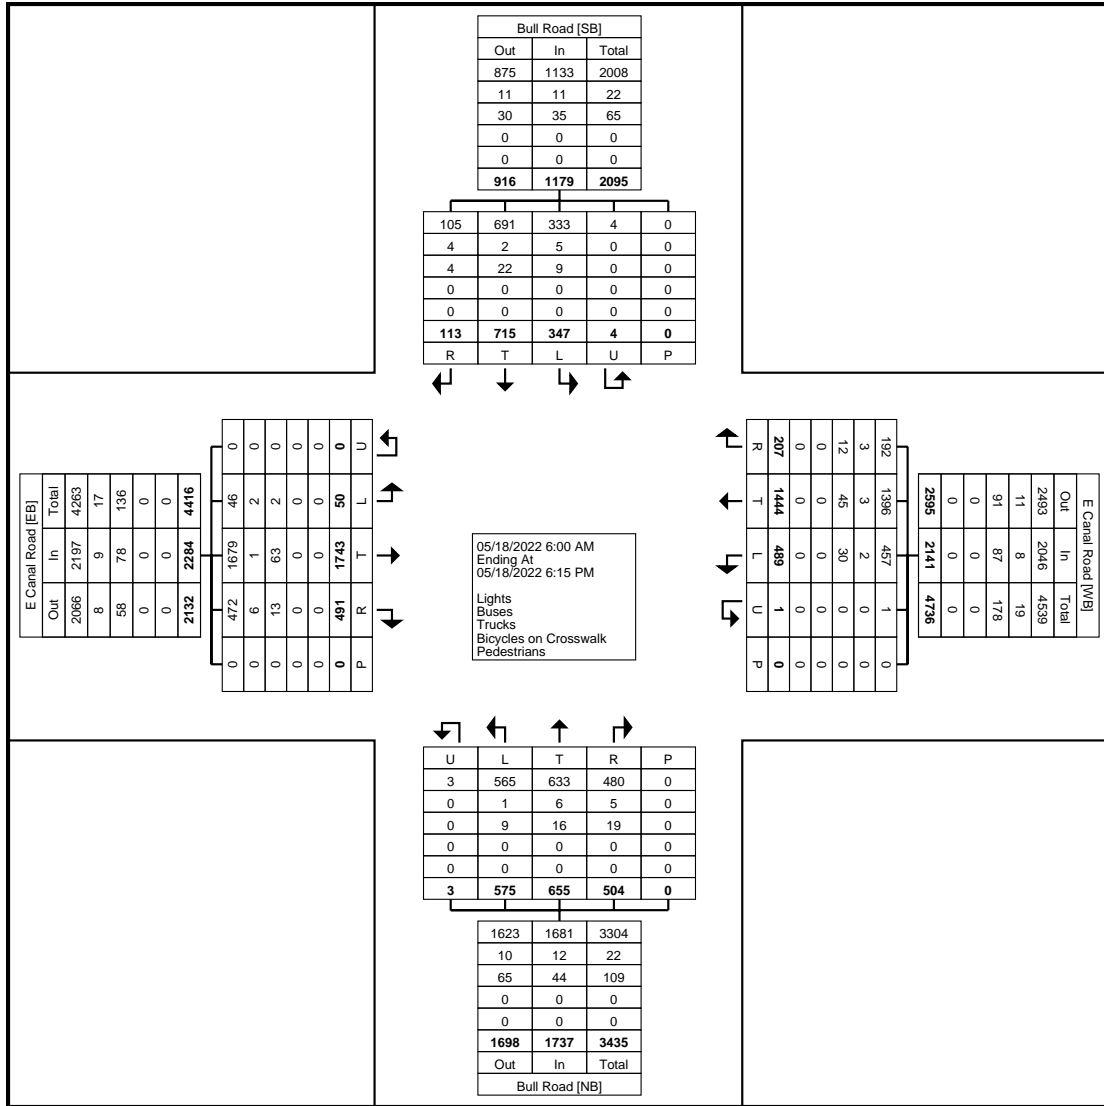 Bull Road [SB]
Out In Total
875 1133 2008
11 11 22
30 35 65
0 0 0
0 0 0
916 1179 2095
105 691 333 4 0
4 2 5 0 0
4 22 9 0 0
0 0 0 0 0
0 0 0 0 0
113 715 347 4 0
R T L U P
E Canal Road [EB]
Total 4263 17 136 0 0 4416
In 2197 9 78 0 0 2284
Out 2066 8 58 0 0 2132
0 0 0 0 0 0 U
46 2 2 0 0 50 L
1679 1 63 0 0 1743 T
472 6 13 0 0 491 R
0 0 0 0 0 0 P
05/18/2022 6:00 AM
Ending At
05/18/2022 6:15 PM
Lights
Buses
Trucks
Bicycles on Crosswalk
Pedestrians
R 207 0 0 12 3 192
T 1444 0 0 45 3 1396
L 489 0 0 30 2 457
U 1 0 0 0 0 1
P 0 0 0 0 0 0
E Canal Road [WB]
Out 2493 11 91 0 0 2595
In 2046 8 87 0 0 2141
Total 4539 19 178 0 0 4736
U L T R P
3 565 633 480 0
0 1 6 5 0
0 9 16 19 0
0 0 0 0 0
0 0 0 0 0
3 575 655 504 0
1623 1681 3304
10 12 22
65 44 109
0 0 0
0 0 0
1698 1737 3435
Out In Total
Bull Road [NB]